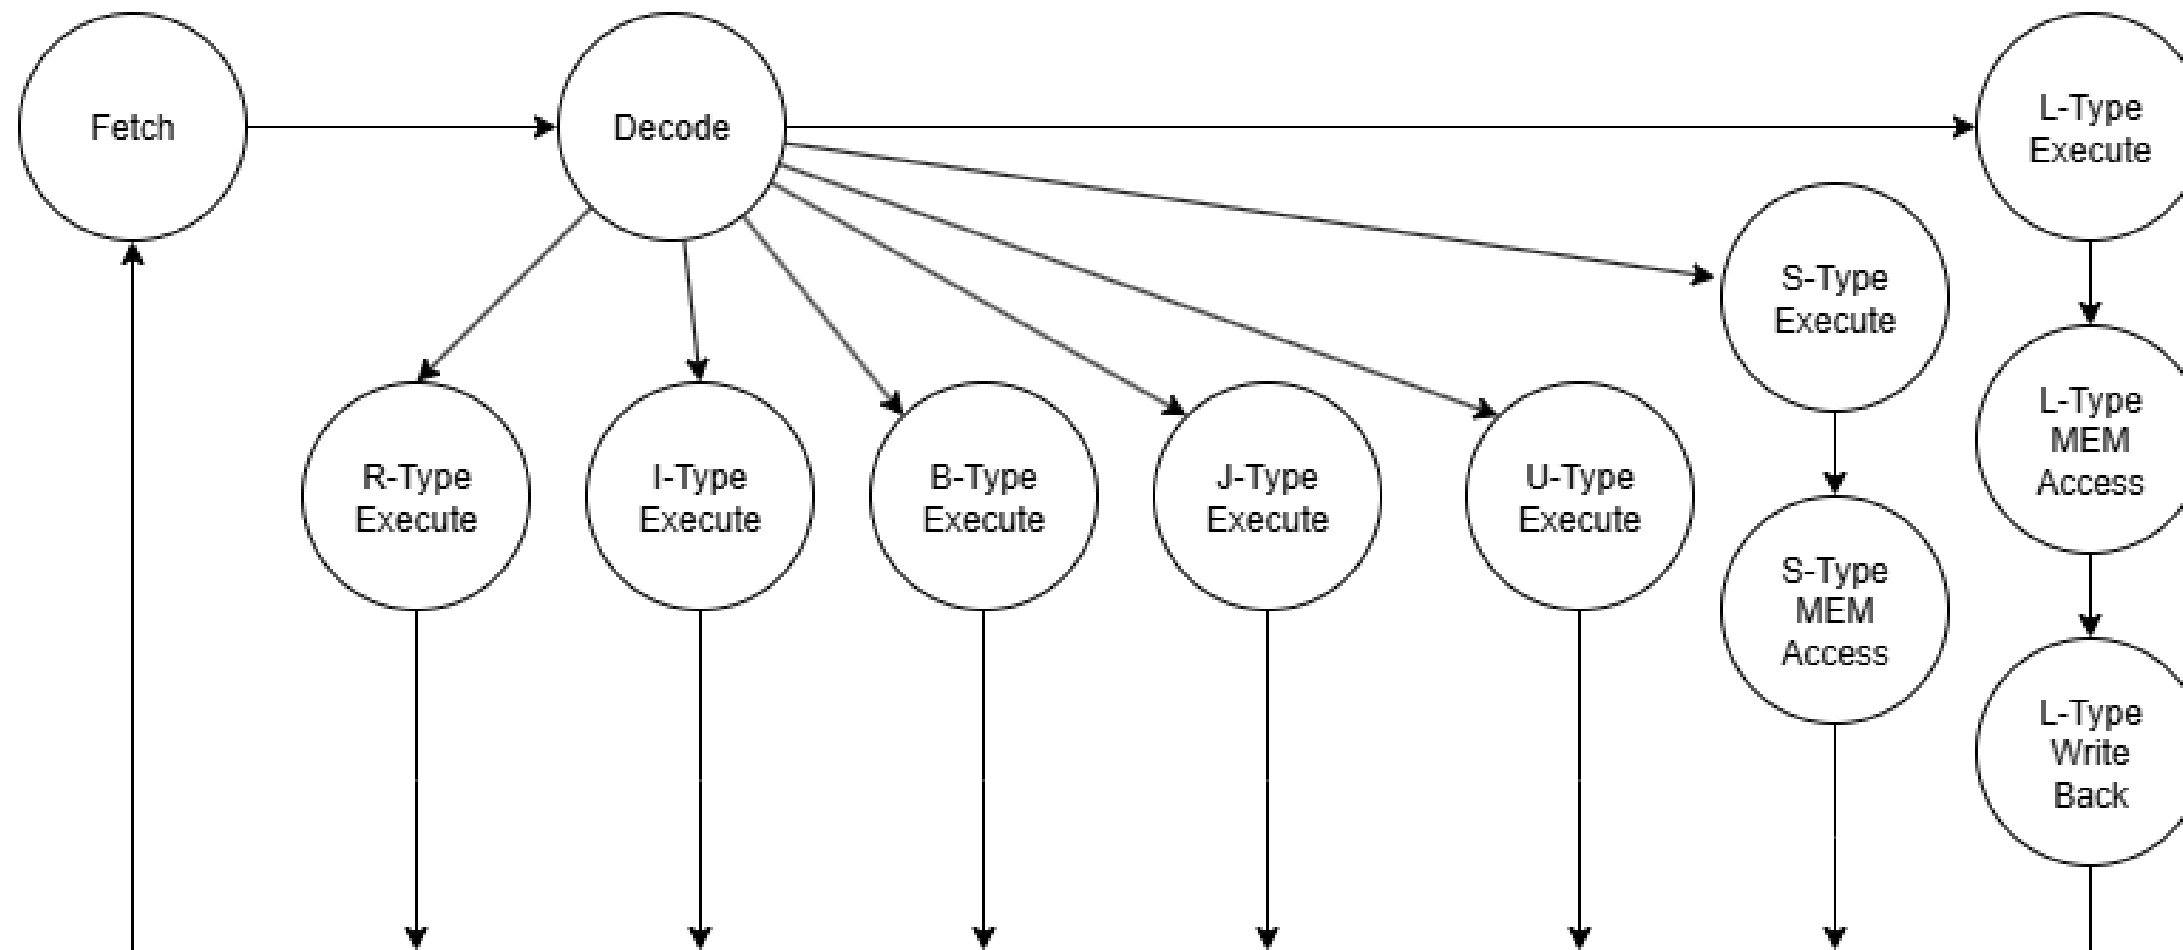 Fetch
Decode
L-Type
Execute
S-Type
Execute
R-Type
Execute
I-Type
Execute
B-Type
Execute
J-Type
Execute
U-Type
Execute
L-Type
MEM
Access
S-Type
MEM
Access
L-Type
Write
Back